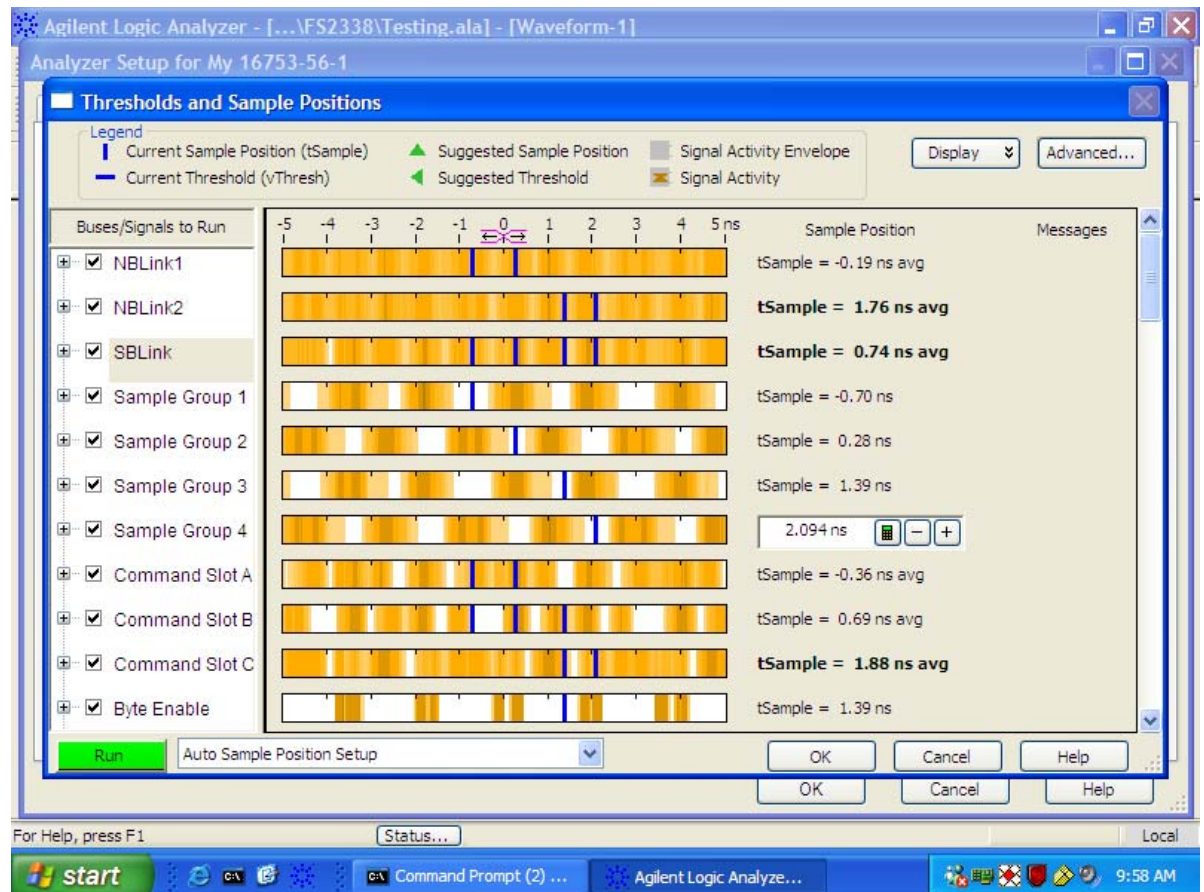 Agilent Logic Analyzer - [...\FS2338\Testing.ala] - [Waveform-1]
Analyzer Setup for My 16753-56-1
Thresholds and Sample Positions
Legend
Current Sample Position (tSample)
Suggested Sample Position
Signal Activity Envelope
Display
Advanced...
Current Threshold (vThresh)
Suggested Threshold
Signal Activity
Buses/Signals to Run
-5 -4 -3 -2 -1 0 1 2 3 4 5 ns
Sample Position
Messages
NBLink1
tSample = -0.19 ns avg
NBLink2
tSample = 1.76 ns avg
SBLink
tSample = 0.74 ns avg
Sample Group 1
tSample = -0.70 ns
Sample Group 2
tSample = 0.28 ns
Sample Group 3
tSample = 1.39 ns
Sample Group 4
2.094 ns
Command Slot A
tSample = -0.36 ns avg
Command Slot B
tSample = 0.69 ns avg
Command Slot C
tSample = 1.88 ns avg
Byte Enable
tSample = 1.39 ns
Run
Auto Sample Position Setup
OK
Cancel
Help
OK
Cancel
Help
For Help, press F1
Status...
Local
start
Command Prompt (2) ...
Agilent Logic Analyze...
9:58 AM